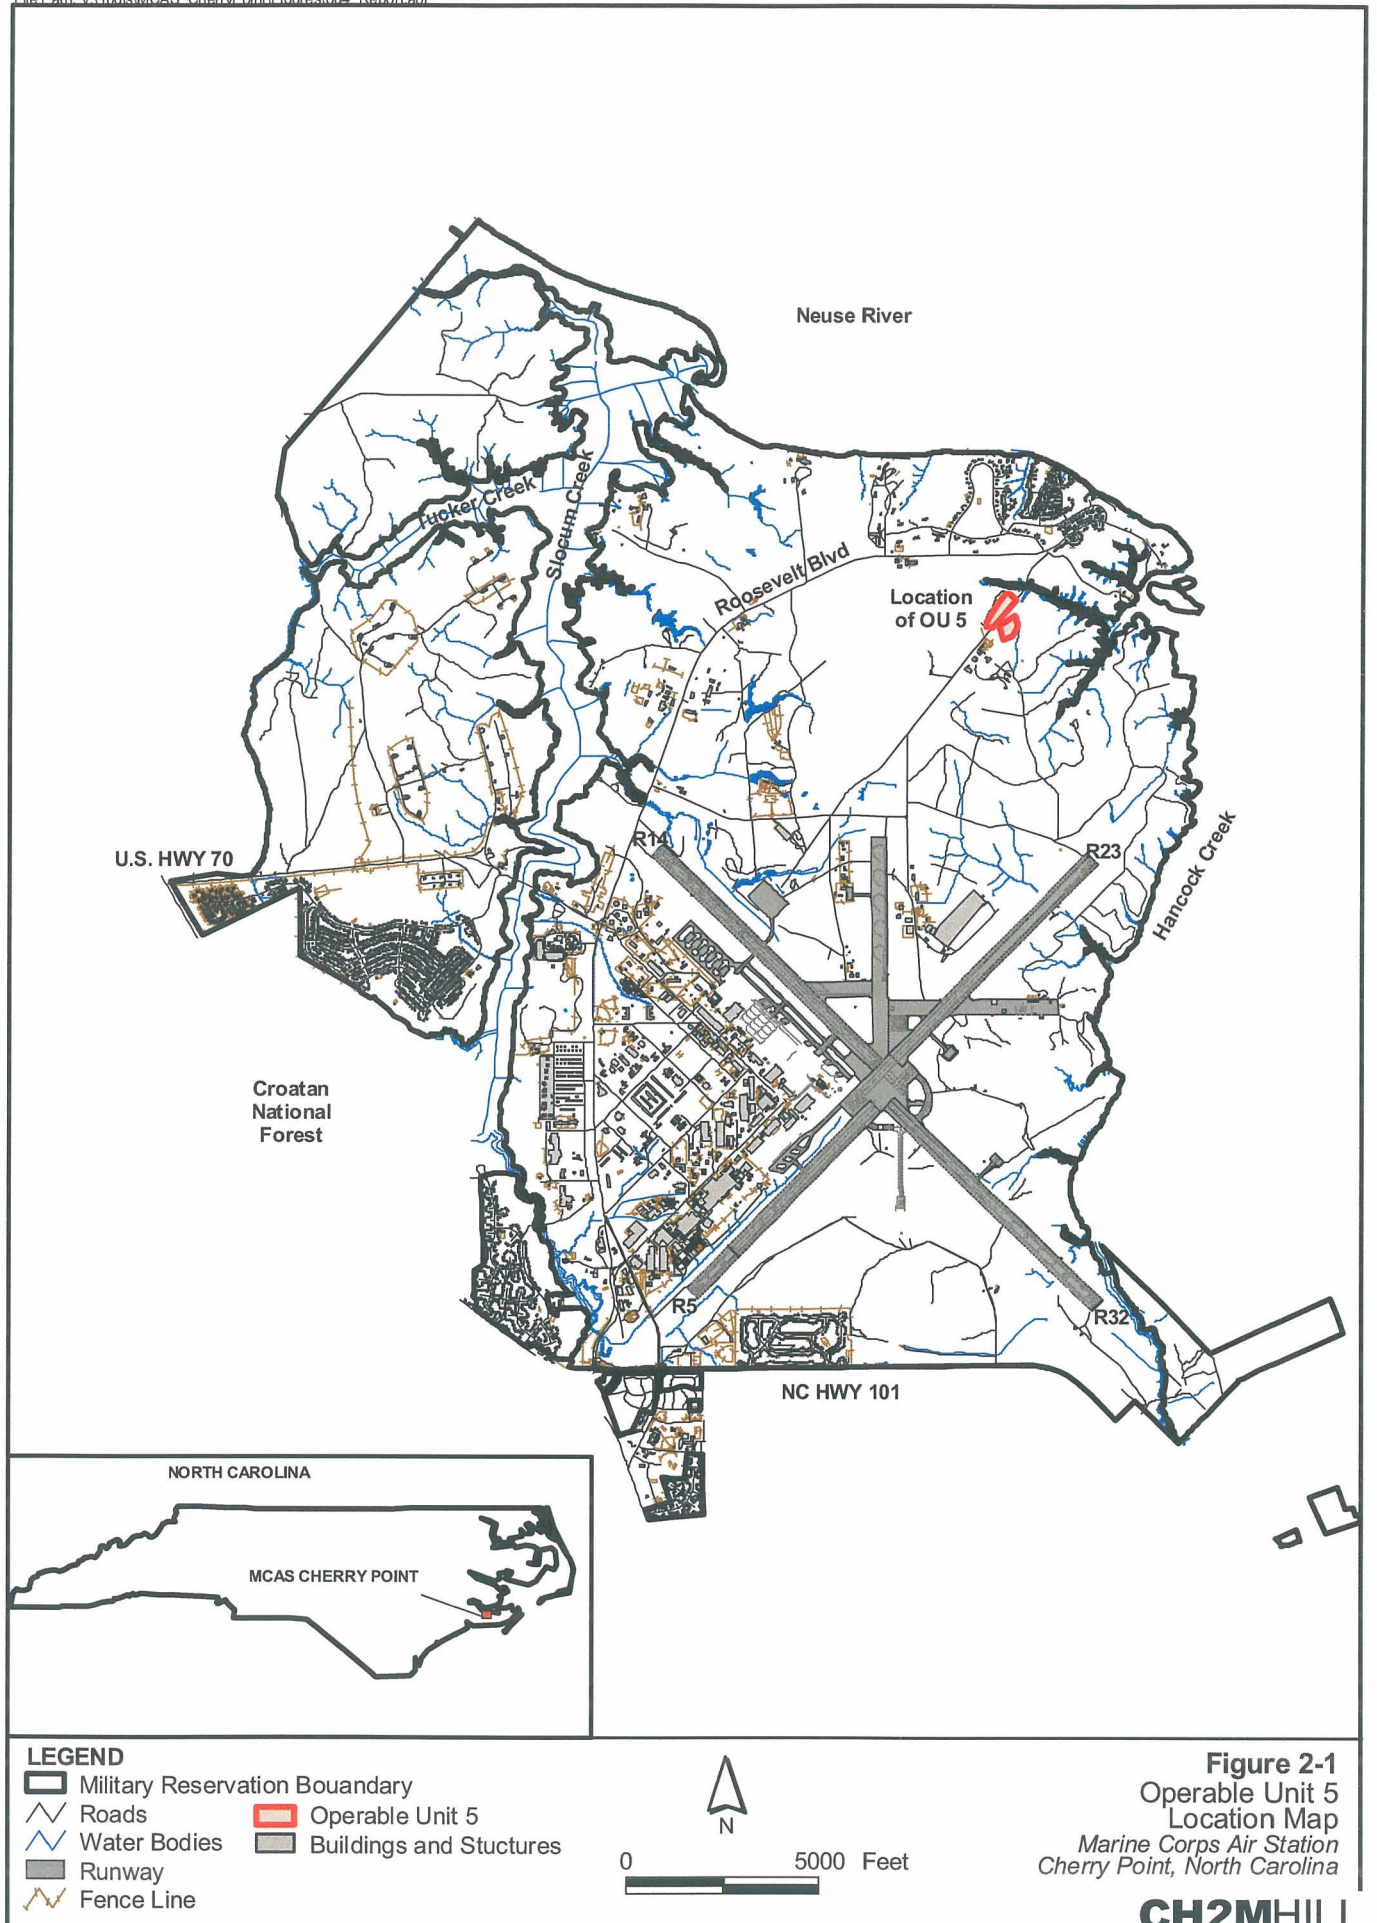 Neuse River
Tucker Creek
Slocum Creek
Roosevelt Blvd
Location
of OU 5
U.S. HWY 70
R14
R23
Hancock Creek
Croatan
National
Forest
R5
R32
NC HWY 101
NORTH CAROLINA
MCAS CHERRY POINT
LEGEND
Military Reservation Bouandary
Roads
Water Bodies
Runway
Fence Line
Operable Unit 5
Buildings and Stuctures
N
0 5000 Feet
Figure 2-1
Operable Unit 5
Location Map
Marine Corps Air Station
Cherry Point, North Carolina
CH2MHILL